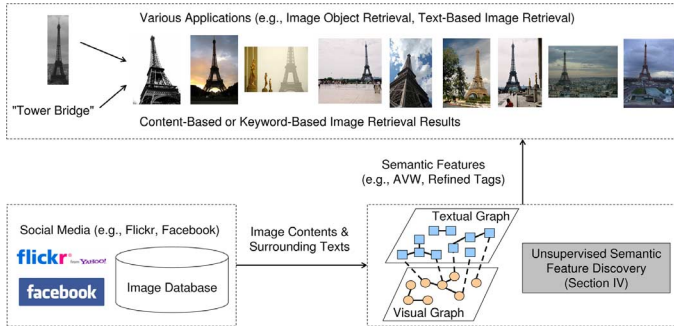 Various Applications (e.g., Image Object Retrieval, Text-Based Image Retrieval)
"Tower Bridge"
Content-Based or Keyword-Based Image Retrieval Results
Semantic Features
(e.g., AVW, Refined Tags)
Social Media (e.g., Flickr, Facebook)
flickr from YAHOO!
facebook
Image Database
Image Contents &
Surrounding Texts
Textual Graph
Visual Graph
Unsupervised Semantic
Feature Discovery
(Section IV)